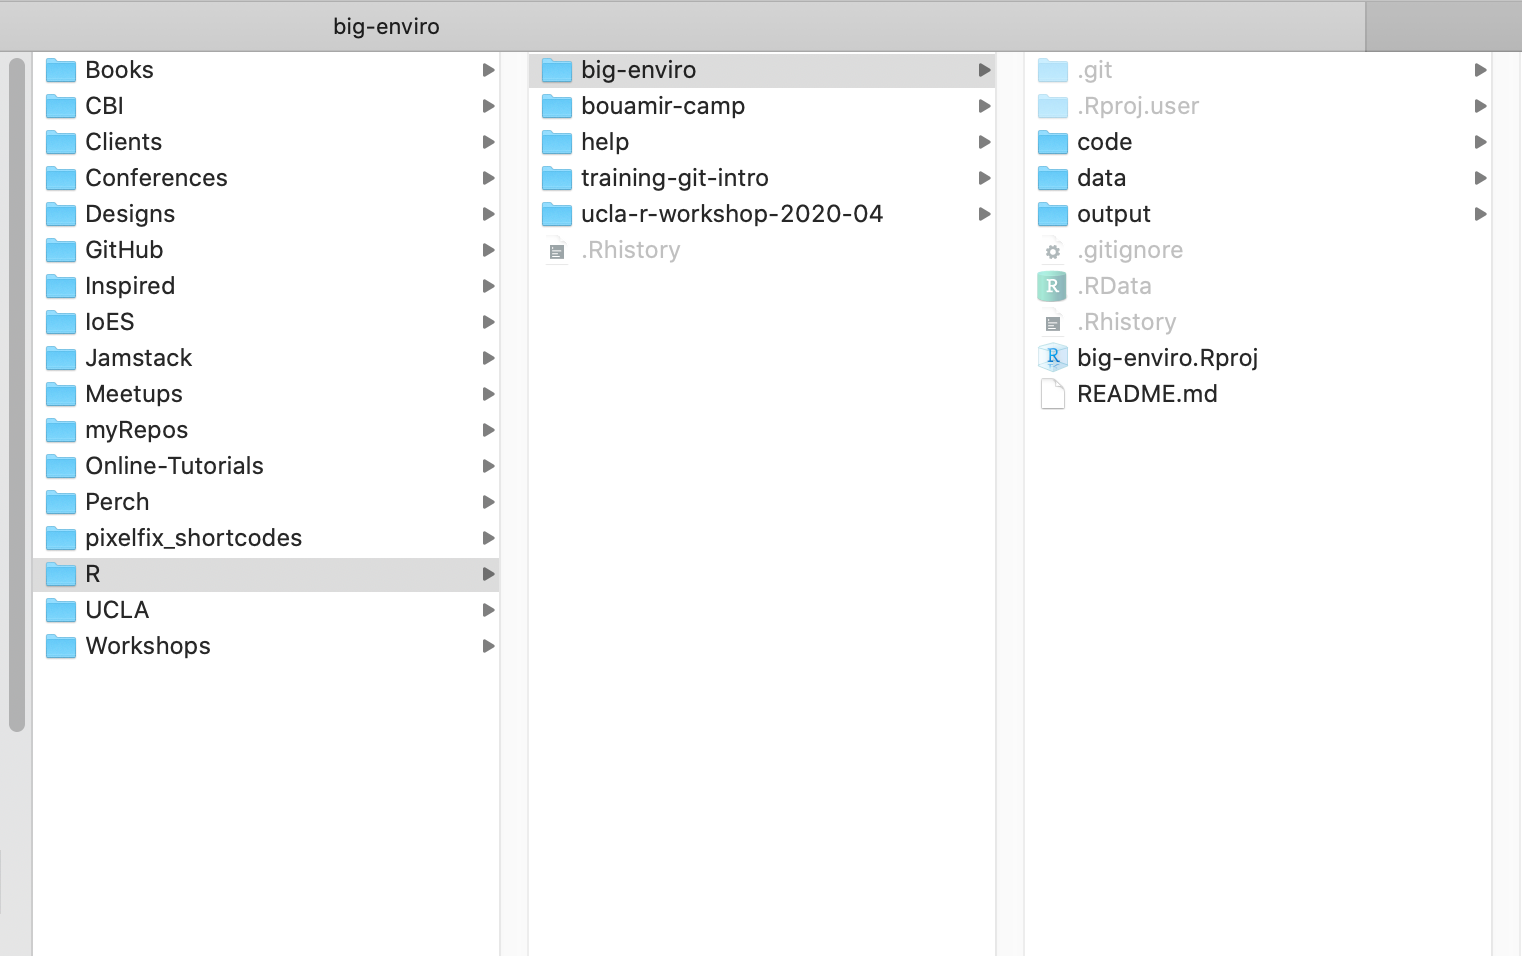 big-enviro
Books
CBI
Clients
Conferences
Designs
GitHub
Inspired
IoES
Jamstack
Meetups
myRepos
Online-Tutorials
Perch
pixelfix_shortcodes
R
UCLA
Workshops
big-enviro
bouamir-camp
help
training-git-intro
ucla-r-workshop-2020-04
.Rhistory
.git
.Rproj.user
code
data
output
.gitignore
R .RData
.Rhistory
R big-enviro.Rproj
README.md